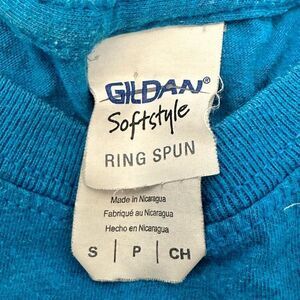 GILDAN®
Softstyle
RING SPUN
Made in Nicaragua
Fabriqué au Nicaragua
Hecho en Nicaragua
S | P | CH